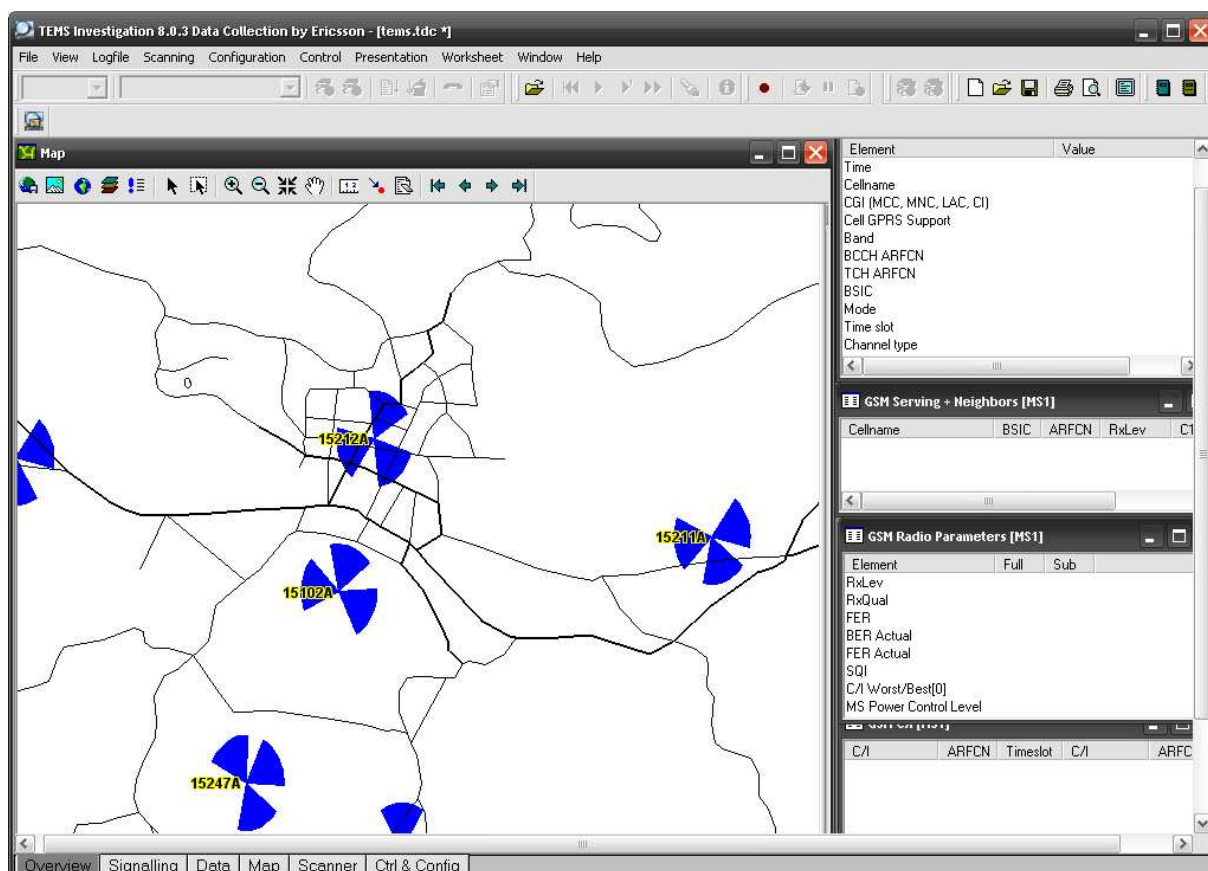 TEMS Investigation 8.0.3 Data Collection by Ericsson - [tems.tdc *]
File View Logfile Scanning Configuration Control Presentation Worksheet Window Help
Map
15212A
15211A
15102A
15247A
Element Value
Time
Cellname
CGI (MCC, MNC, LAC, CI)
Cell GPRS Support
Band
BCCH ARFCN
TCH ARFCN
BSIC
Mode
Time slot
Channel type
GSM Serving + Neighbors [MS1]
Cellname BSIC ARFCN RxLev C1
GSM Radio Parameters [MS1]
Element Full Sub
RxLev
RxQual
FER
BER Actual
FER Actual
SQI
C/I Worst/Best[0]
MS Power Control Level
C/I ARFCN Timeslot C/I ARFC
Overview Signalling Data Map Scanner Ctrl & Config